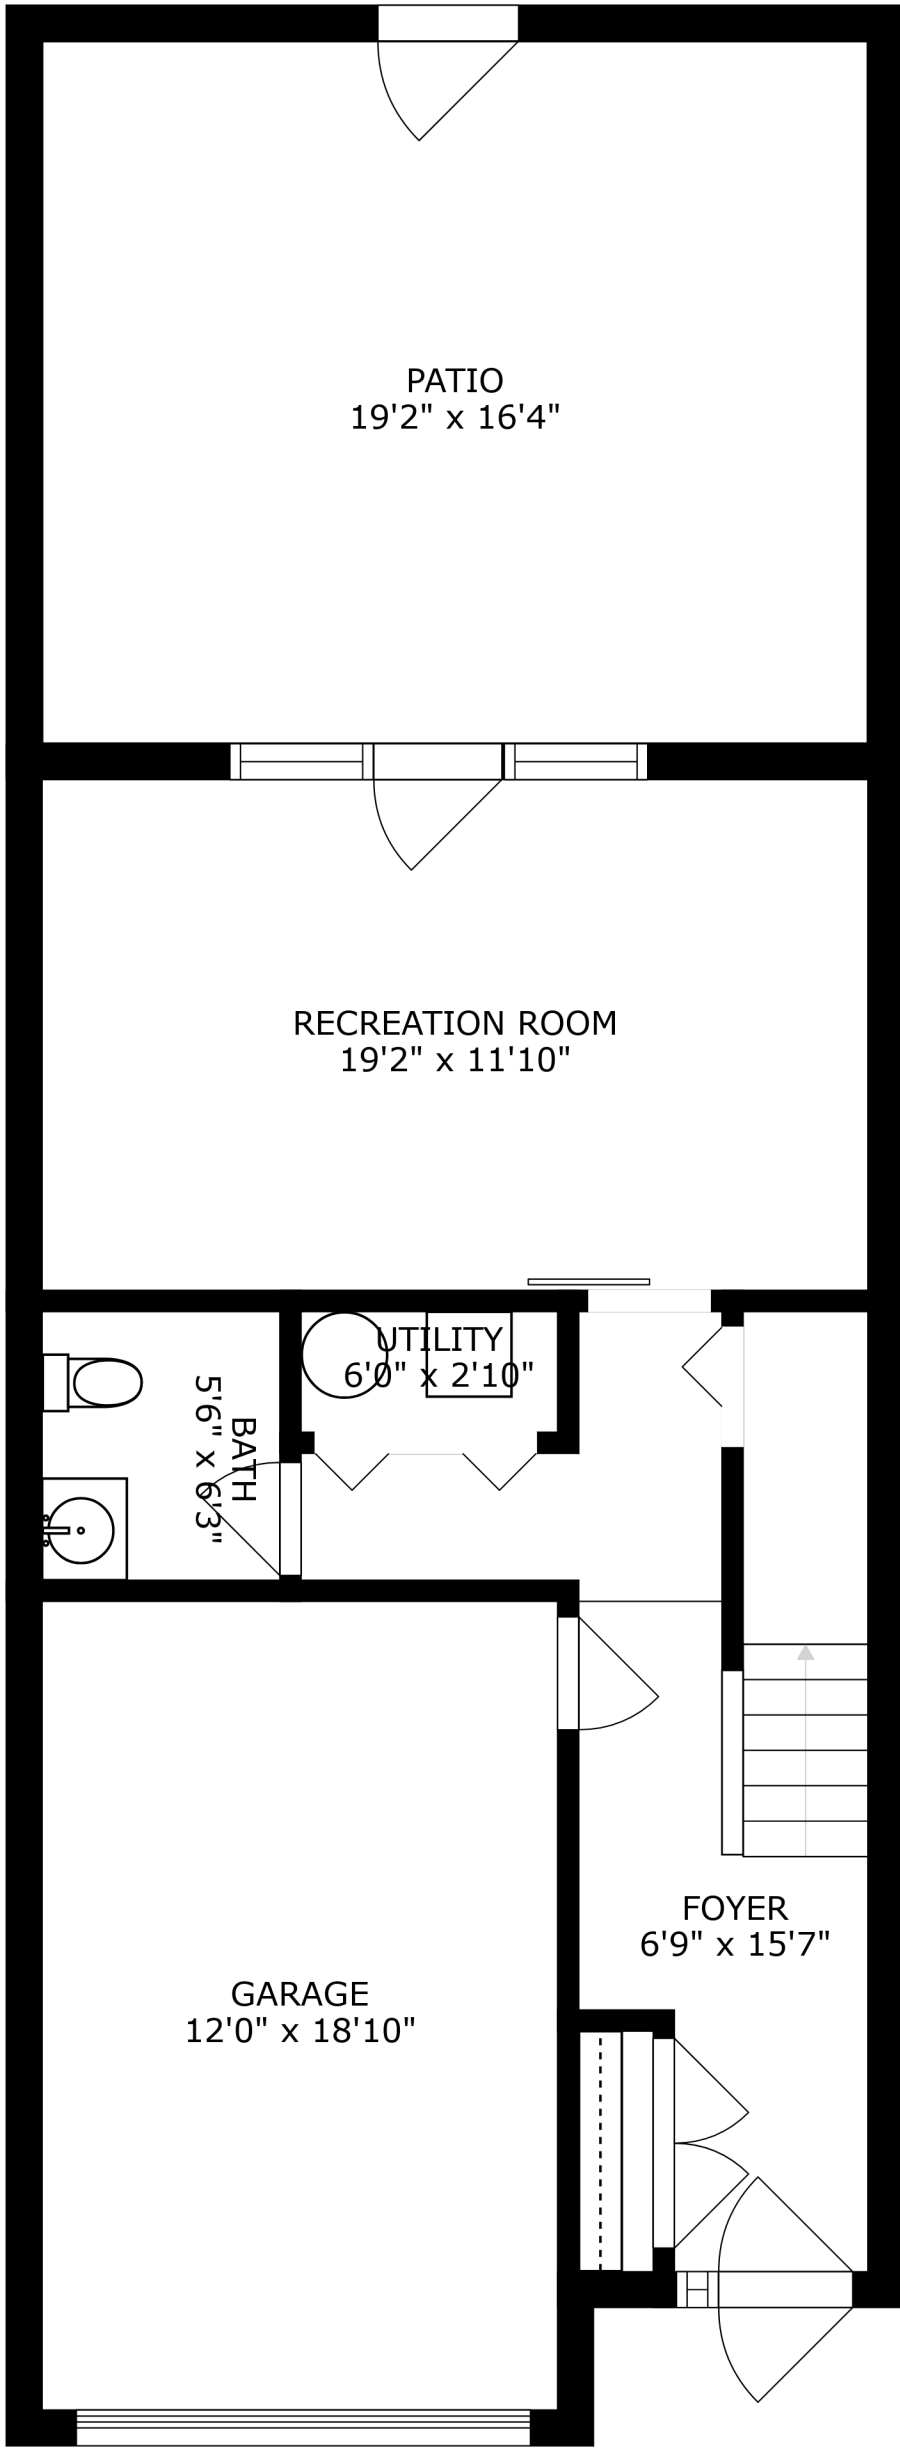 PATIO
19'2" x 16'4"
RECREATION ROOM
19'2" x 11'10"
UTILITY
6'0" x 2'10"
BATH
5'6" x 6'3"
FOYER
6'9" x 15'7"
GARAGE
12'0" x 18'10"